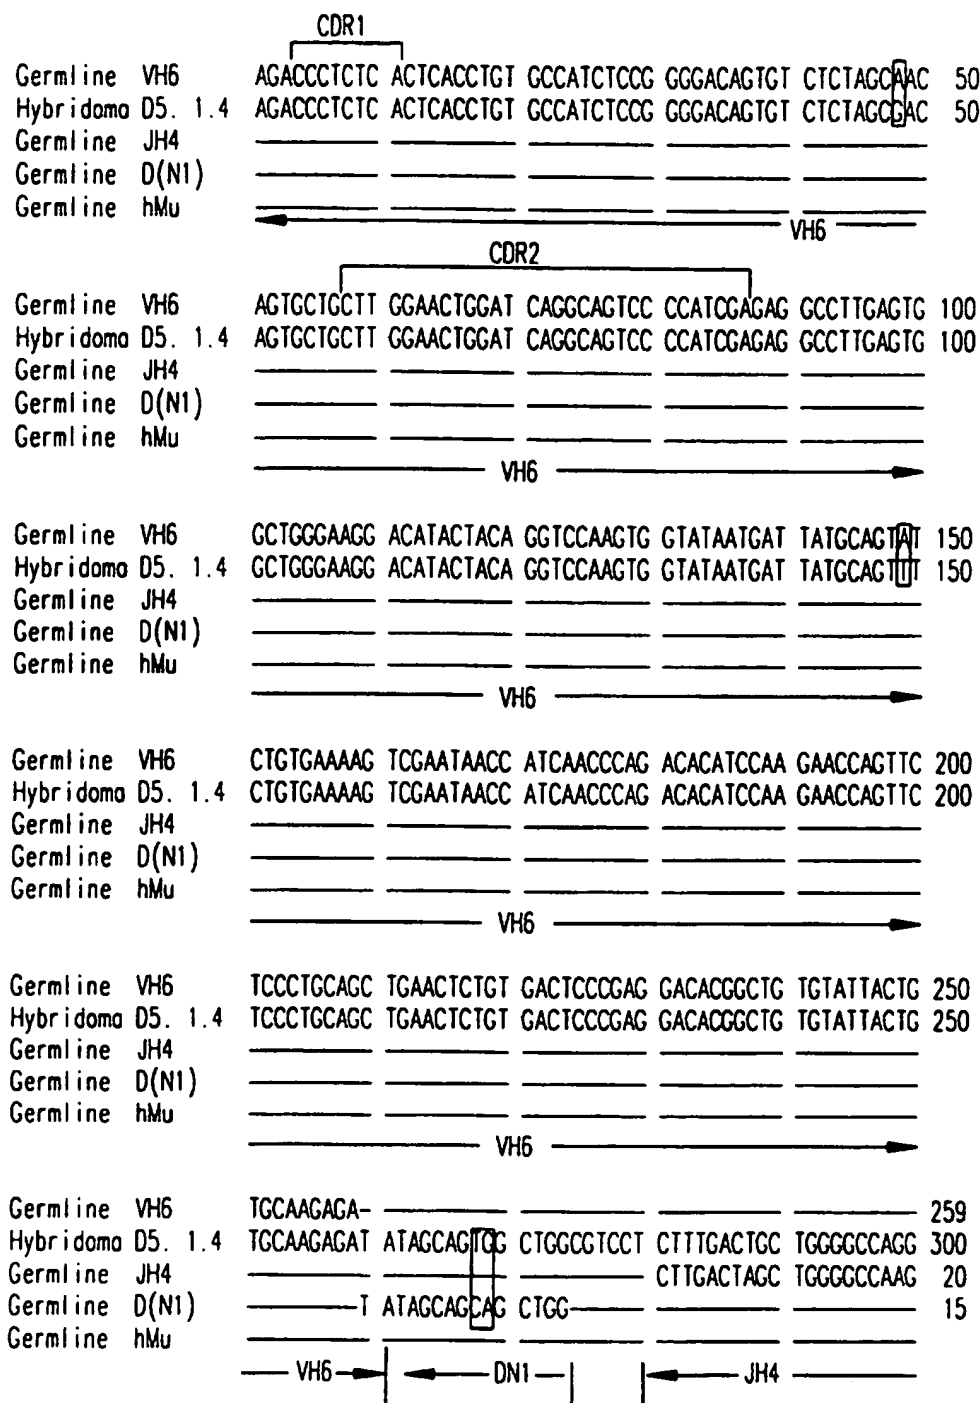 CDR1
Germline VH6 AGACCCTCTC ACTCACCTGT GCCATCTCCG GGGACAGTGT CTCTAGCAAC 50
Hybridoma D5. 1.4 AGACCCTCTC ACTCACCTGT GCCATCTCCG GGGACAGTGT CTCTAGCGAC 50
Germline JH4
Germline D(N1)
Germline hMu
VH6
CDR2
Germline VH6 AGTGCTGCTT GGAACTGGAT CAGGCAGTCC CCATCGAGAG GCCTTGAGTG 100
Hybridoma D5. 1.4 AGTGCTGCTT GGAACTGGAT CAGGCAGTCC CCATCGAGAG GCCTTGAGTG 100
Germline JH4
Germline D(N1)
Germline hMu
VH6
Germline VH6 GCTGGGAAGG ACATACTACA GGTCCAAGTG GTATAATGAT TATGCAGTAT 150
Hybridoma D5. 1.4 GCTGGGAAGG ACATACTACA GGTCCAAGTG GTATAATGAT TATGCAGTTT 150
Germline JH4
Germline D(N1)
Germline hMu
VH6
Germline VH6 CTGTGAAAAG TCGAATAACC ATCAACCCAG ACACATCCAA GAACCAGTTC 200
Hybridoma D5. 1.4 CTGTGAAAAG TCGAATAACC ATCAACCCAG ACACATCCAA GAACCAGTTC 200
Germline JH4
Germline D(N1)
Germline hMu
VH6
Germline VH6 TCCCTGCAGC TGAACTCTGT GACTCCCGAG GACACGGCTG TGTATTACTG 250
Hybridoma D5. 1.4 TCCCTGCAGC TGAACTCTGT GACTCCCGAG GACACGGCTG TGTATTACTG 250
Germline JH4
Germline D(N1)
Germline hMu
VH6
Germline VH6 TGCAAGAGA- 259
Hybridoma D5. 1.4 TGCAAGAGAT ATAGCAGTGG CTGGCGTCCT CTTTGACTGC TGGGGCCAGG 300
Germline JH4 CTTGACTAGC TGGGGCCAAG 20
Germline D(N1) T ATAGCAGCAG CTGG 15
Germline hMu
VH6 DN1 JH4